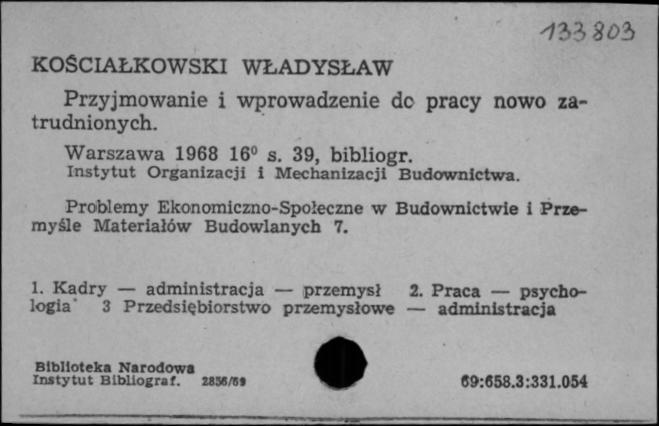 133803
KOŚCIAŁKOWSKI WŁADYSŁAW
Przyjmowanie i wprowadzenie do pracy nowo za-
trudnionych.
Warszawa 1968 16⁰ s. 39, bibliogr.
Instytut Organizacji i Mechanizacji Budownictwa.
Problemy Ekonomiczno-Społeczne w Budownictwie i Prze-
myśle Materiałów Budowlanych 7.
1. Kadry — administracja — przemysł 2. Praca — psycho-
logia 3 Przedsiębiorstwo przemysłowe — administracja
Biblioteka Narodowa
Instytut Bibliograf. 2856/69
69:658.3:331.054